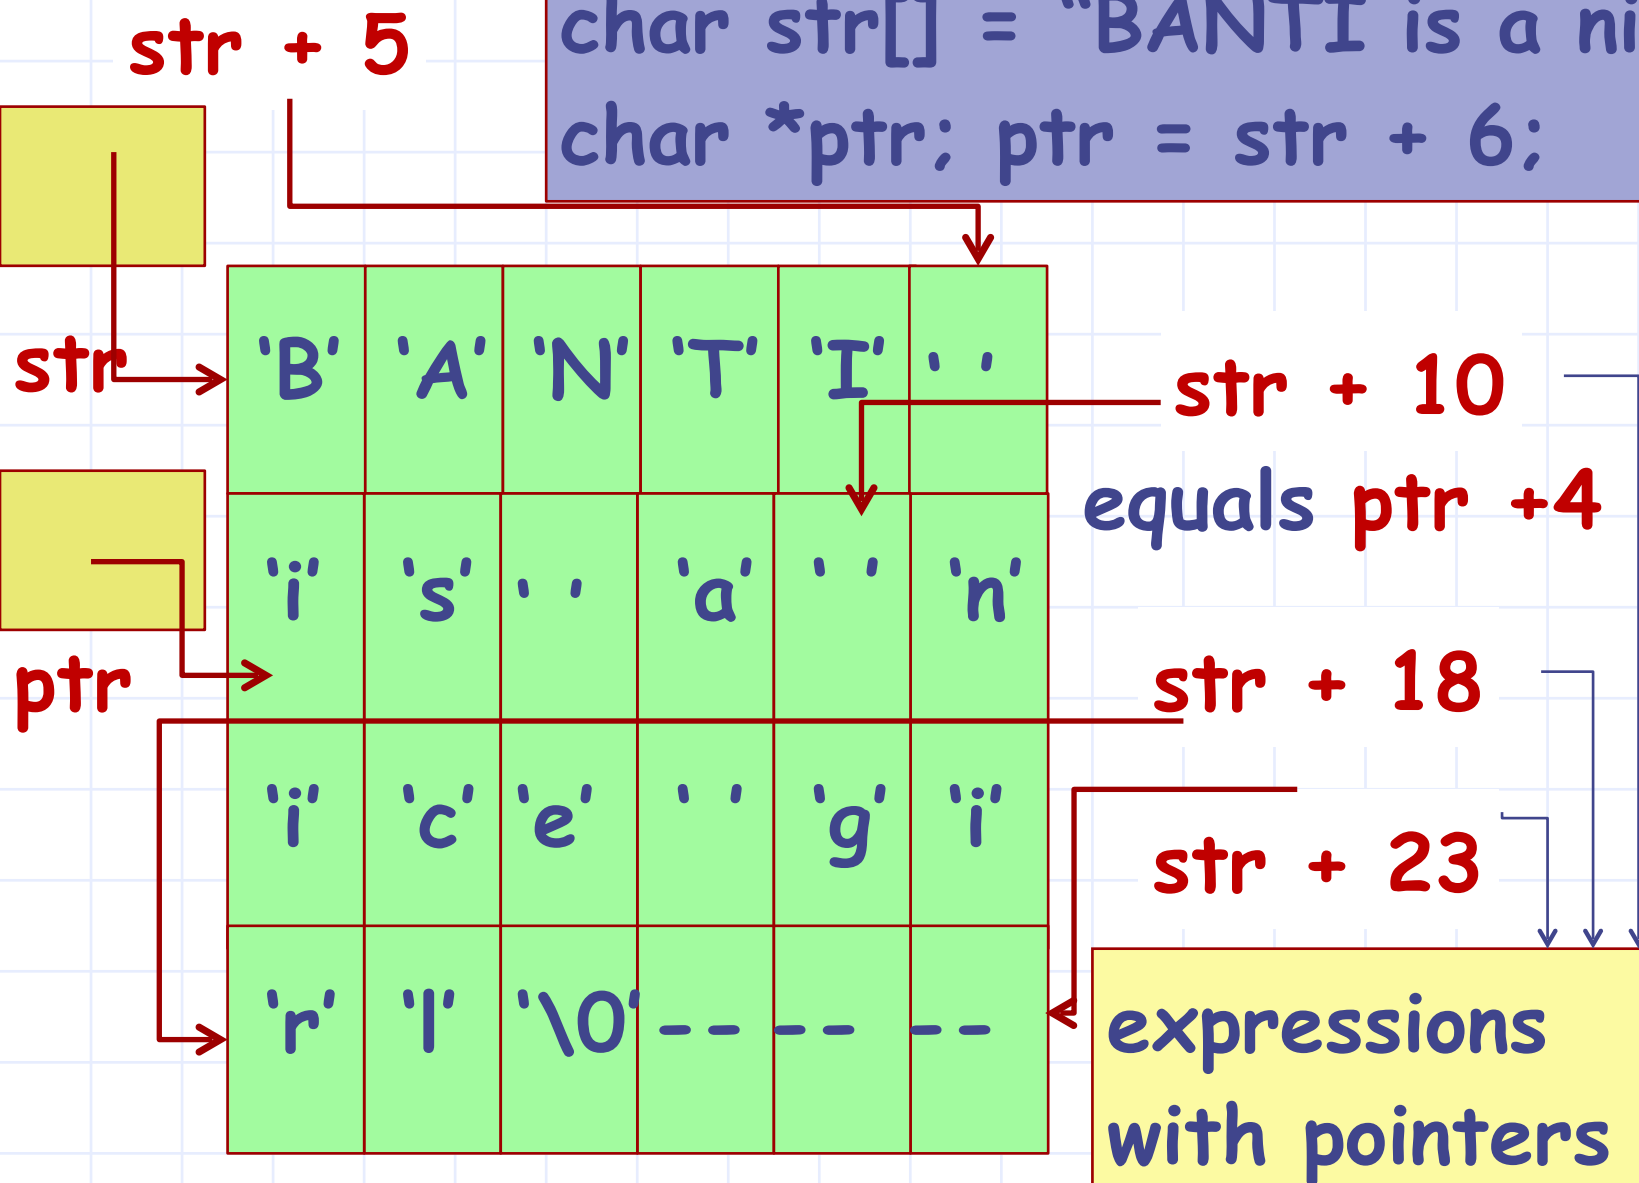 str + 5
char str[] = “BANTI is a ni
char *ptr; ptr = str + 6;
str
'B' 'A' 'N' 'T' 'I' ' '
str + 10
equals ptr +4
'i' 's' ' ' 'a' ' ' 'n'
ptr
str + 18
'i' 'c' 'e' ' ' 'g' 'i'
str + 23
'r' 'l' '\0' -- -- --
expressions
with pointers